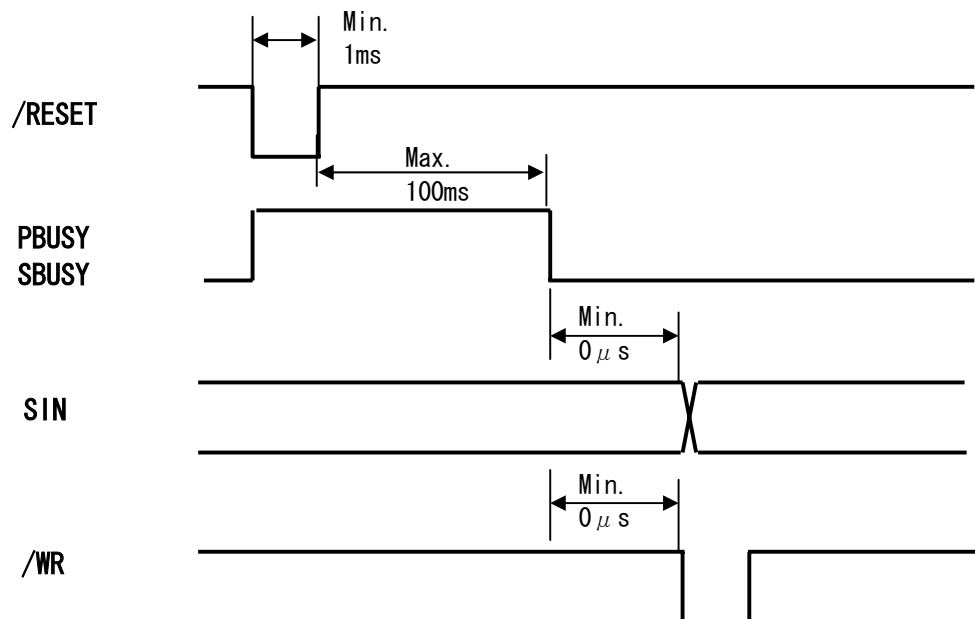 Min.
1ms
/RESET
Max.
100ms
PBUSY
SBUSY
Min.
0μs
SIN
Min.
0μs
/WR